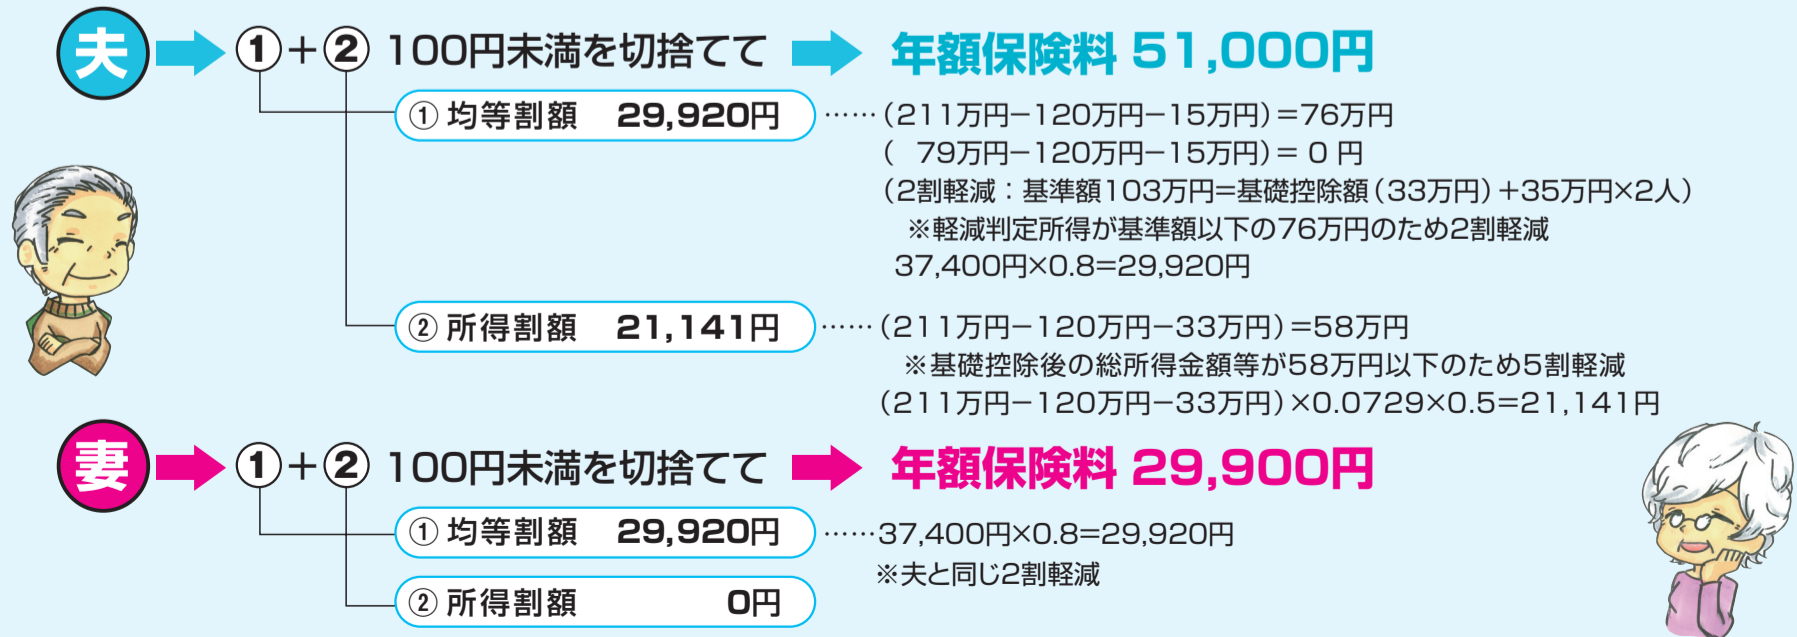 夫 ①+② 100円未満を切捨てて 年額保険料 51,000円
① 均等割額 29,920円 ……(211万円−120万円−15万円)=76万円
( 79万円−120万円−15万円)= 0 円
(2割軽減:基準額103万円=基礎控除額(33万円)+35万円×2人)
※軽減判定所得が基準額以下の76万円のため2割軽減
37,400円×0.8=29,920円
② 所得割額 21,141円 ……(211万円−120万円−33万円)=58万円
※基礎控除後の総所得金額等が58万円以下のため5割軽減
(211万円−120万円−33万円)×0.0729×0.5=21,141円
妻 ①+② 100円未満を切捨てて 年額保険料 29,900円
① 均等割額 29,920円 ……37,400円×0.8=29,920円
※夫と同じ2割軽減
② 所得割額 0円